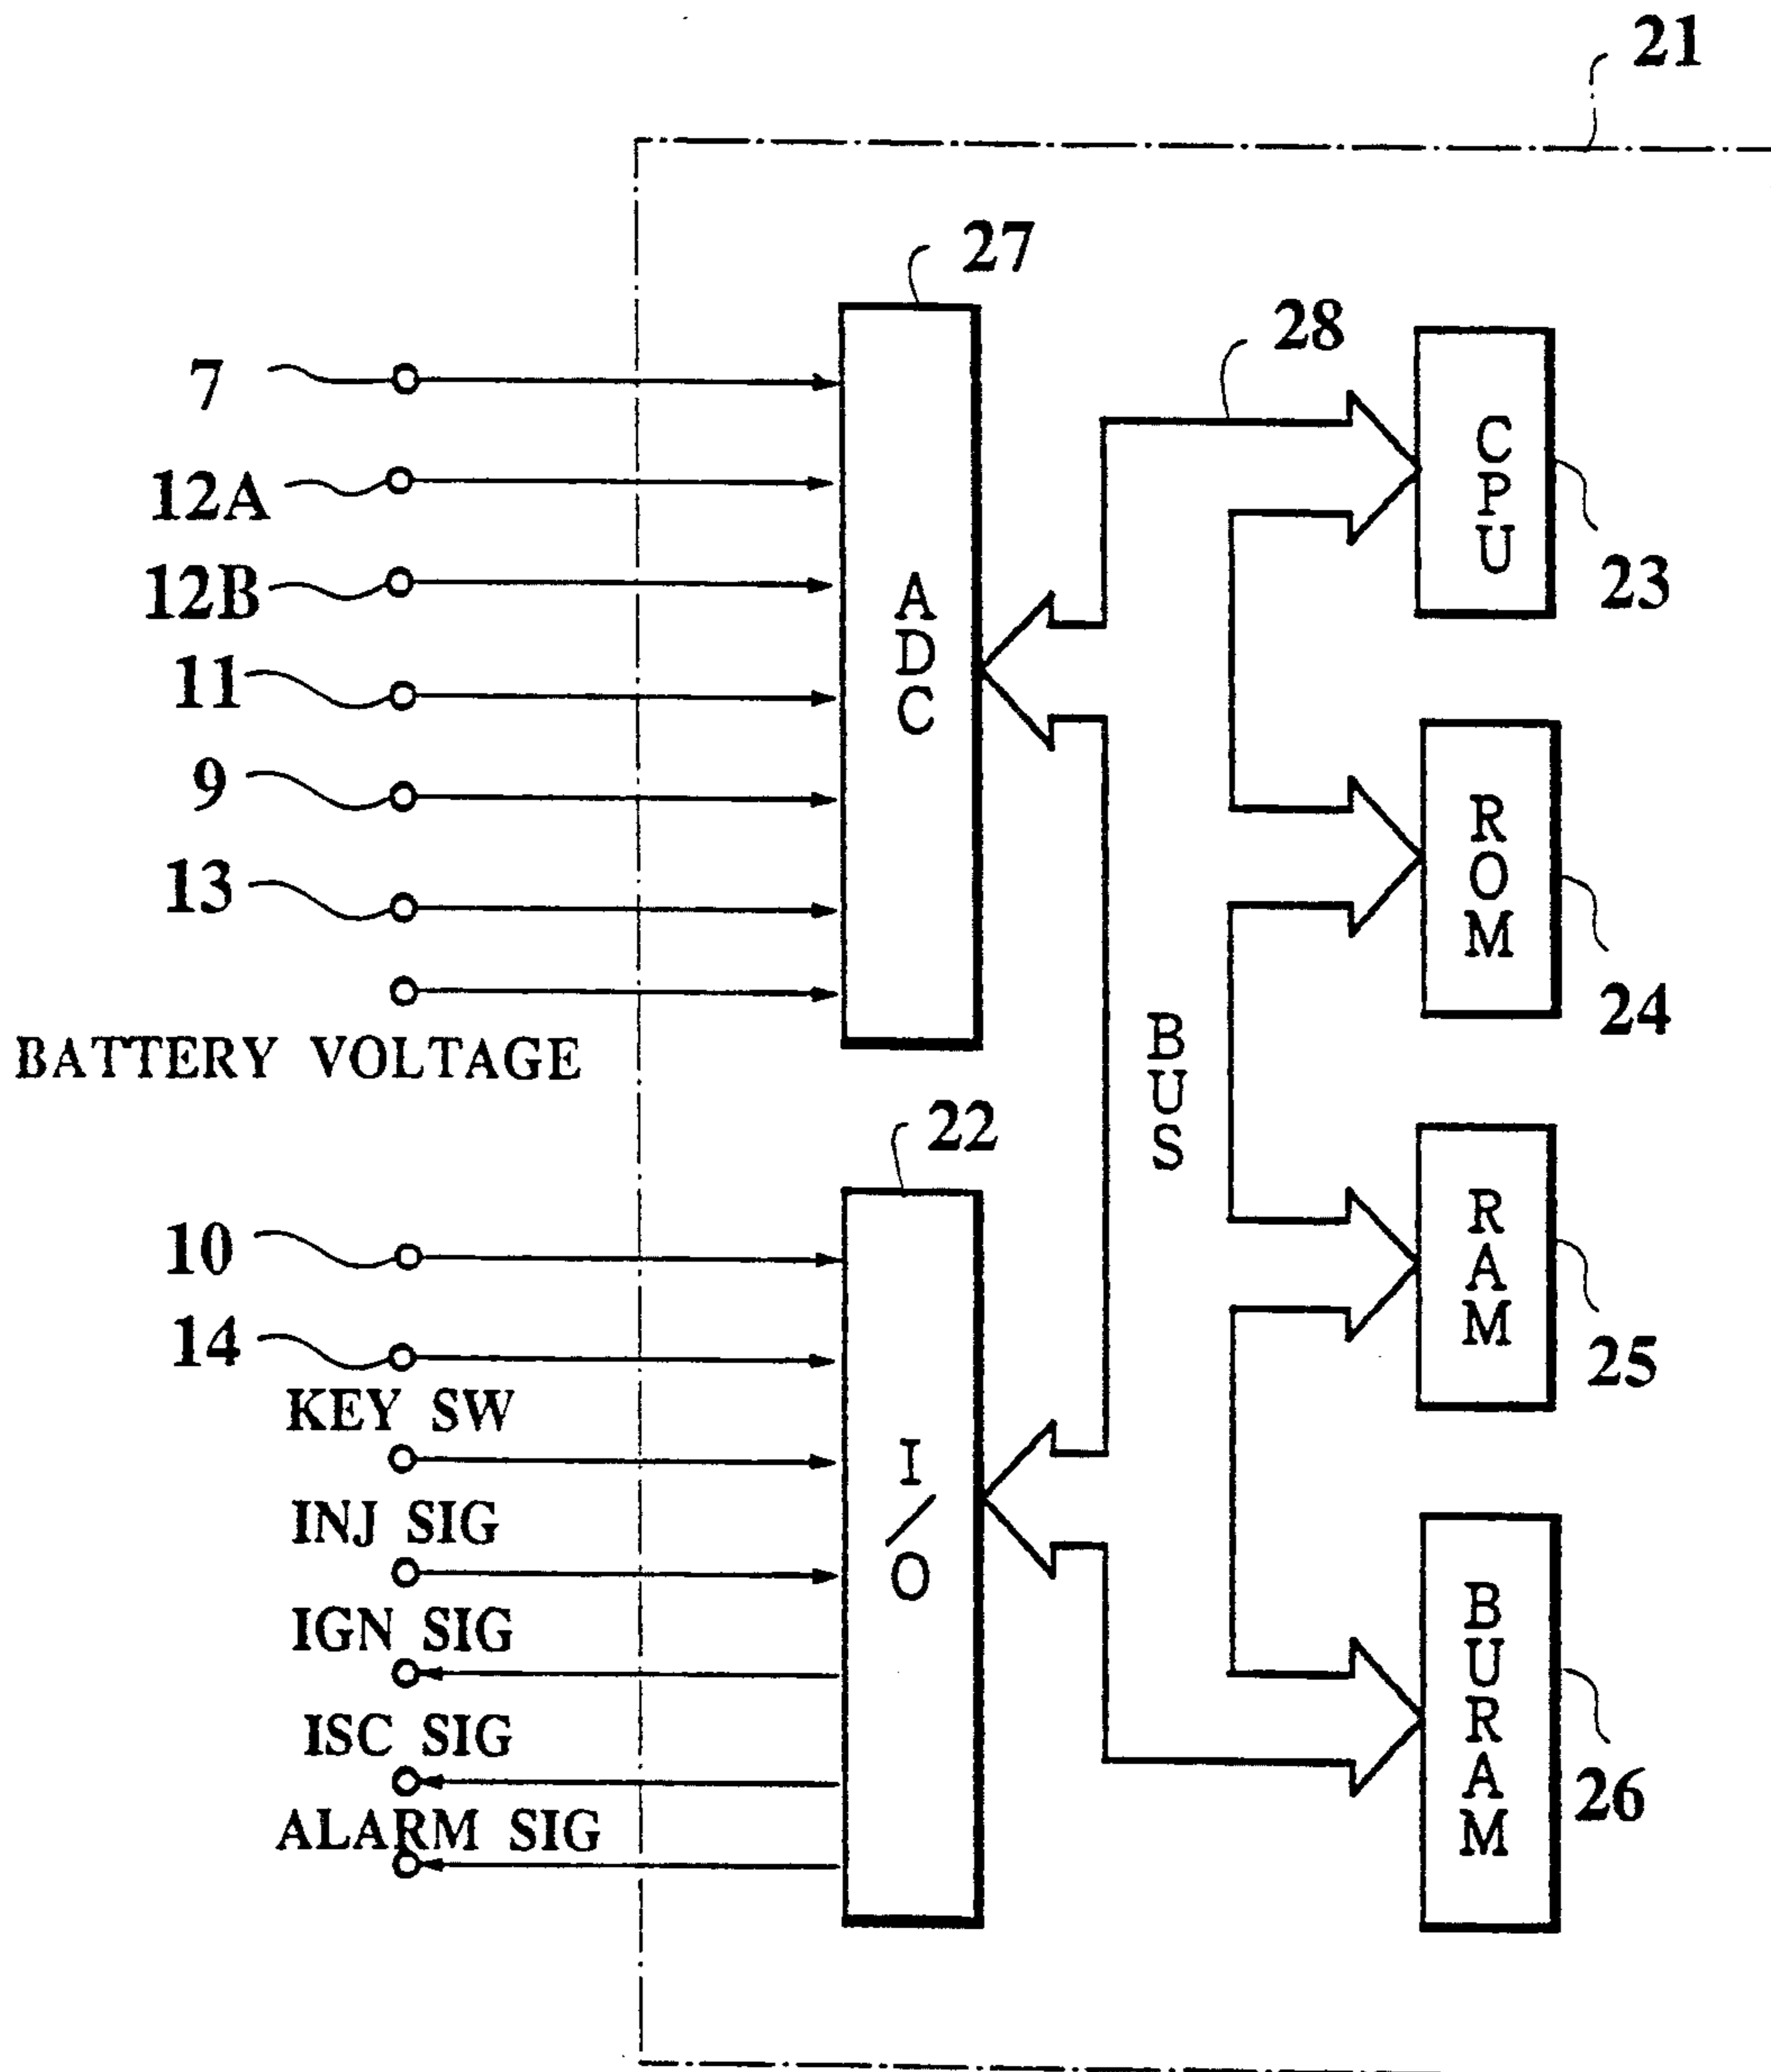 21
27
28
7
12A
12B
11
9
13
BATTERY VOLTAGE
ADC
CPU
23
ROM
24
BUS
22
10
14
KEY SW
INJ SIG
IGN SIG
ISC SIG
ALARM SIG
I/O
RAM
25
BURAM
26